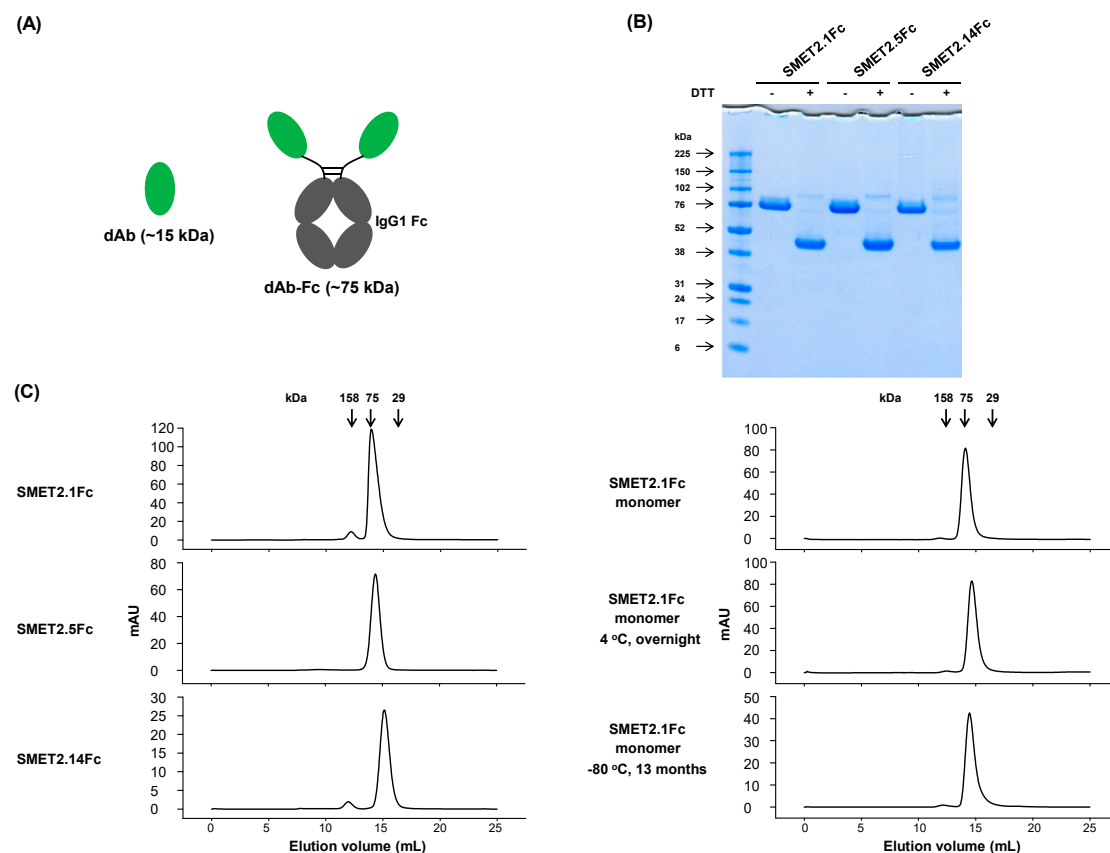 (A)
dAb (~15 kDa)
IgG1 Fc
dAb-Fc (~75 kDa)
(B)
SMET2.1Fc
SMET2.5Fc
SMET2.14Fc
DTT - + - + - +
kDa
225
150
102
76
52
38
31
24
17
6
(C)
kDa 158 75 29
SMET2.1Fc
120
100
80
60
40
20
0
SMET2.5Fc
mAU
80
60
40
20
0
SMET2.14Fc
30
25
20
15
10
5
0
0 5 10 15 20 25
Elution volume (mL)
kDa 158 75 29
SMET2.1Fc
monomer
100
80
60
40
20
0
SMET2.1Fc
monomer
4 ºC, overnight
mAU
100
80
60
40
20
0
SMET2.1Fc
monomer
-80 ºC, 13 months
50
40
30
20
10
0
0 5 10 15 20 25
Elution volume (mL)